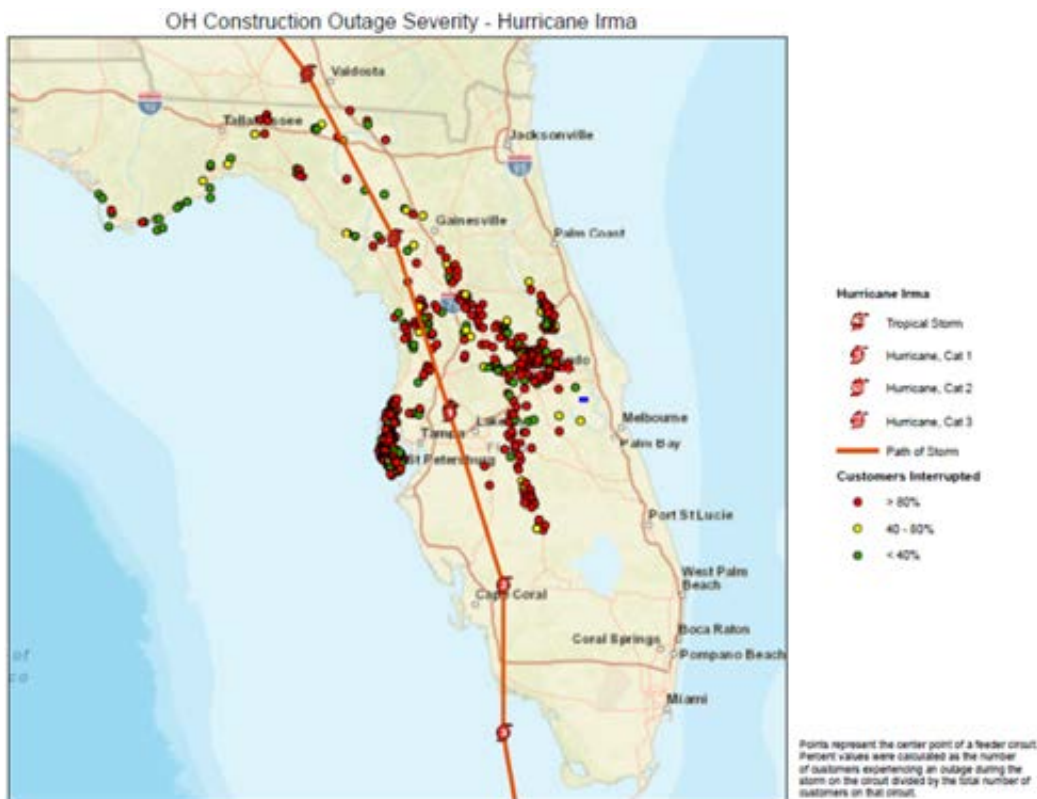 OH Construction Outage Severity - Hurricane Irma
Valdosta
10
Jacksonville
95
Gainesville
Palm Coast
Melbourne
Tampa
Palm Bay
St Petersburg
Port St Lucie
West Palm
Beach
Cape Coral
Boca Raton
Coral Springs
Pompano Beach
Miami
of
co
Hurricane Irma
Tropical Storm
Hurricane, Cat 1
Hurricane, Cat 2
Hurricane, Cat 3
Path of Storm
Customers Interrupted
> 80%
40 - 80%
< 40%
Points represent the center point of a feeder circuit.
Percent values were calculated as the number
of customers experiencing an outage during the
storm on the circuit divided by the total number of
customers on that circuit.